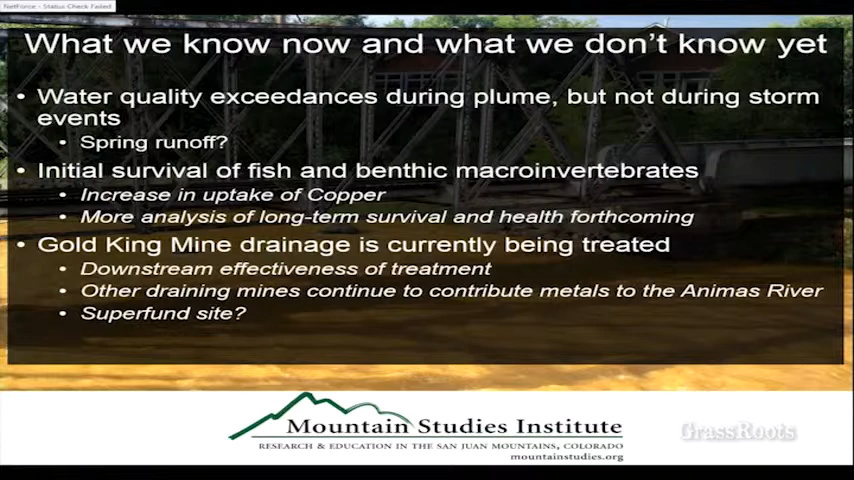 NetForce - Status Check Failed
What we know now and what we don't know yet
• Water quality exceedances during plume, but not during storm
events
• Spring runoff?
• Initial survival of fish and benthic macroinvertebrates
• Increase in uptake of Copper
• More analysis of long-term survival and health forthcoming
• Gold King Mine drainage is currently being treated
• Downstream effectiveness of treatment
• Other draining mines continue to contribute metals to the Animas River
• Superfund site?
Mountain Studies Institute
RESEARCH & EDUCATION IN THE SAN JUAN MOUNTAINS, COLORADO
mountainstudies.org
GrassRoots